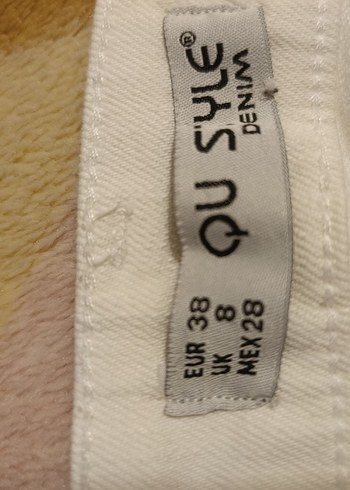 QU STYLE®
DENIM
EUR 38
UK 8
MEX 28